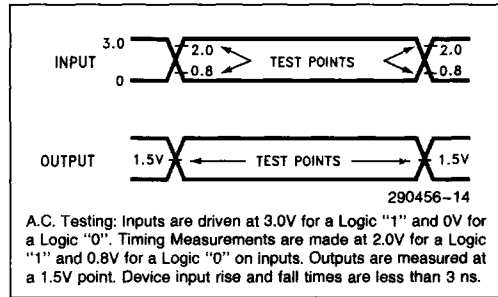 3.0
INPUT
0
2.0
0.8
TEST POINTS
2.0
0.8
OUTPUT
1.5V
TEST POINTS
1.5V
290456-14
A.C. Testing: Inputs are driven at 3.0V for a Logic "1" and 0V for
a Logic "0". Timing Measurements are made at 2.0V for a Logic
"1" and 0.8V for a Logic "0" on inputs. Outputs are measured at
a 1.5V point. Device input rise and fall times are less than 3 ns.